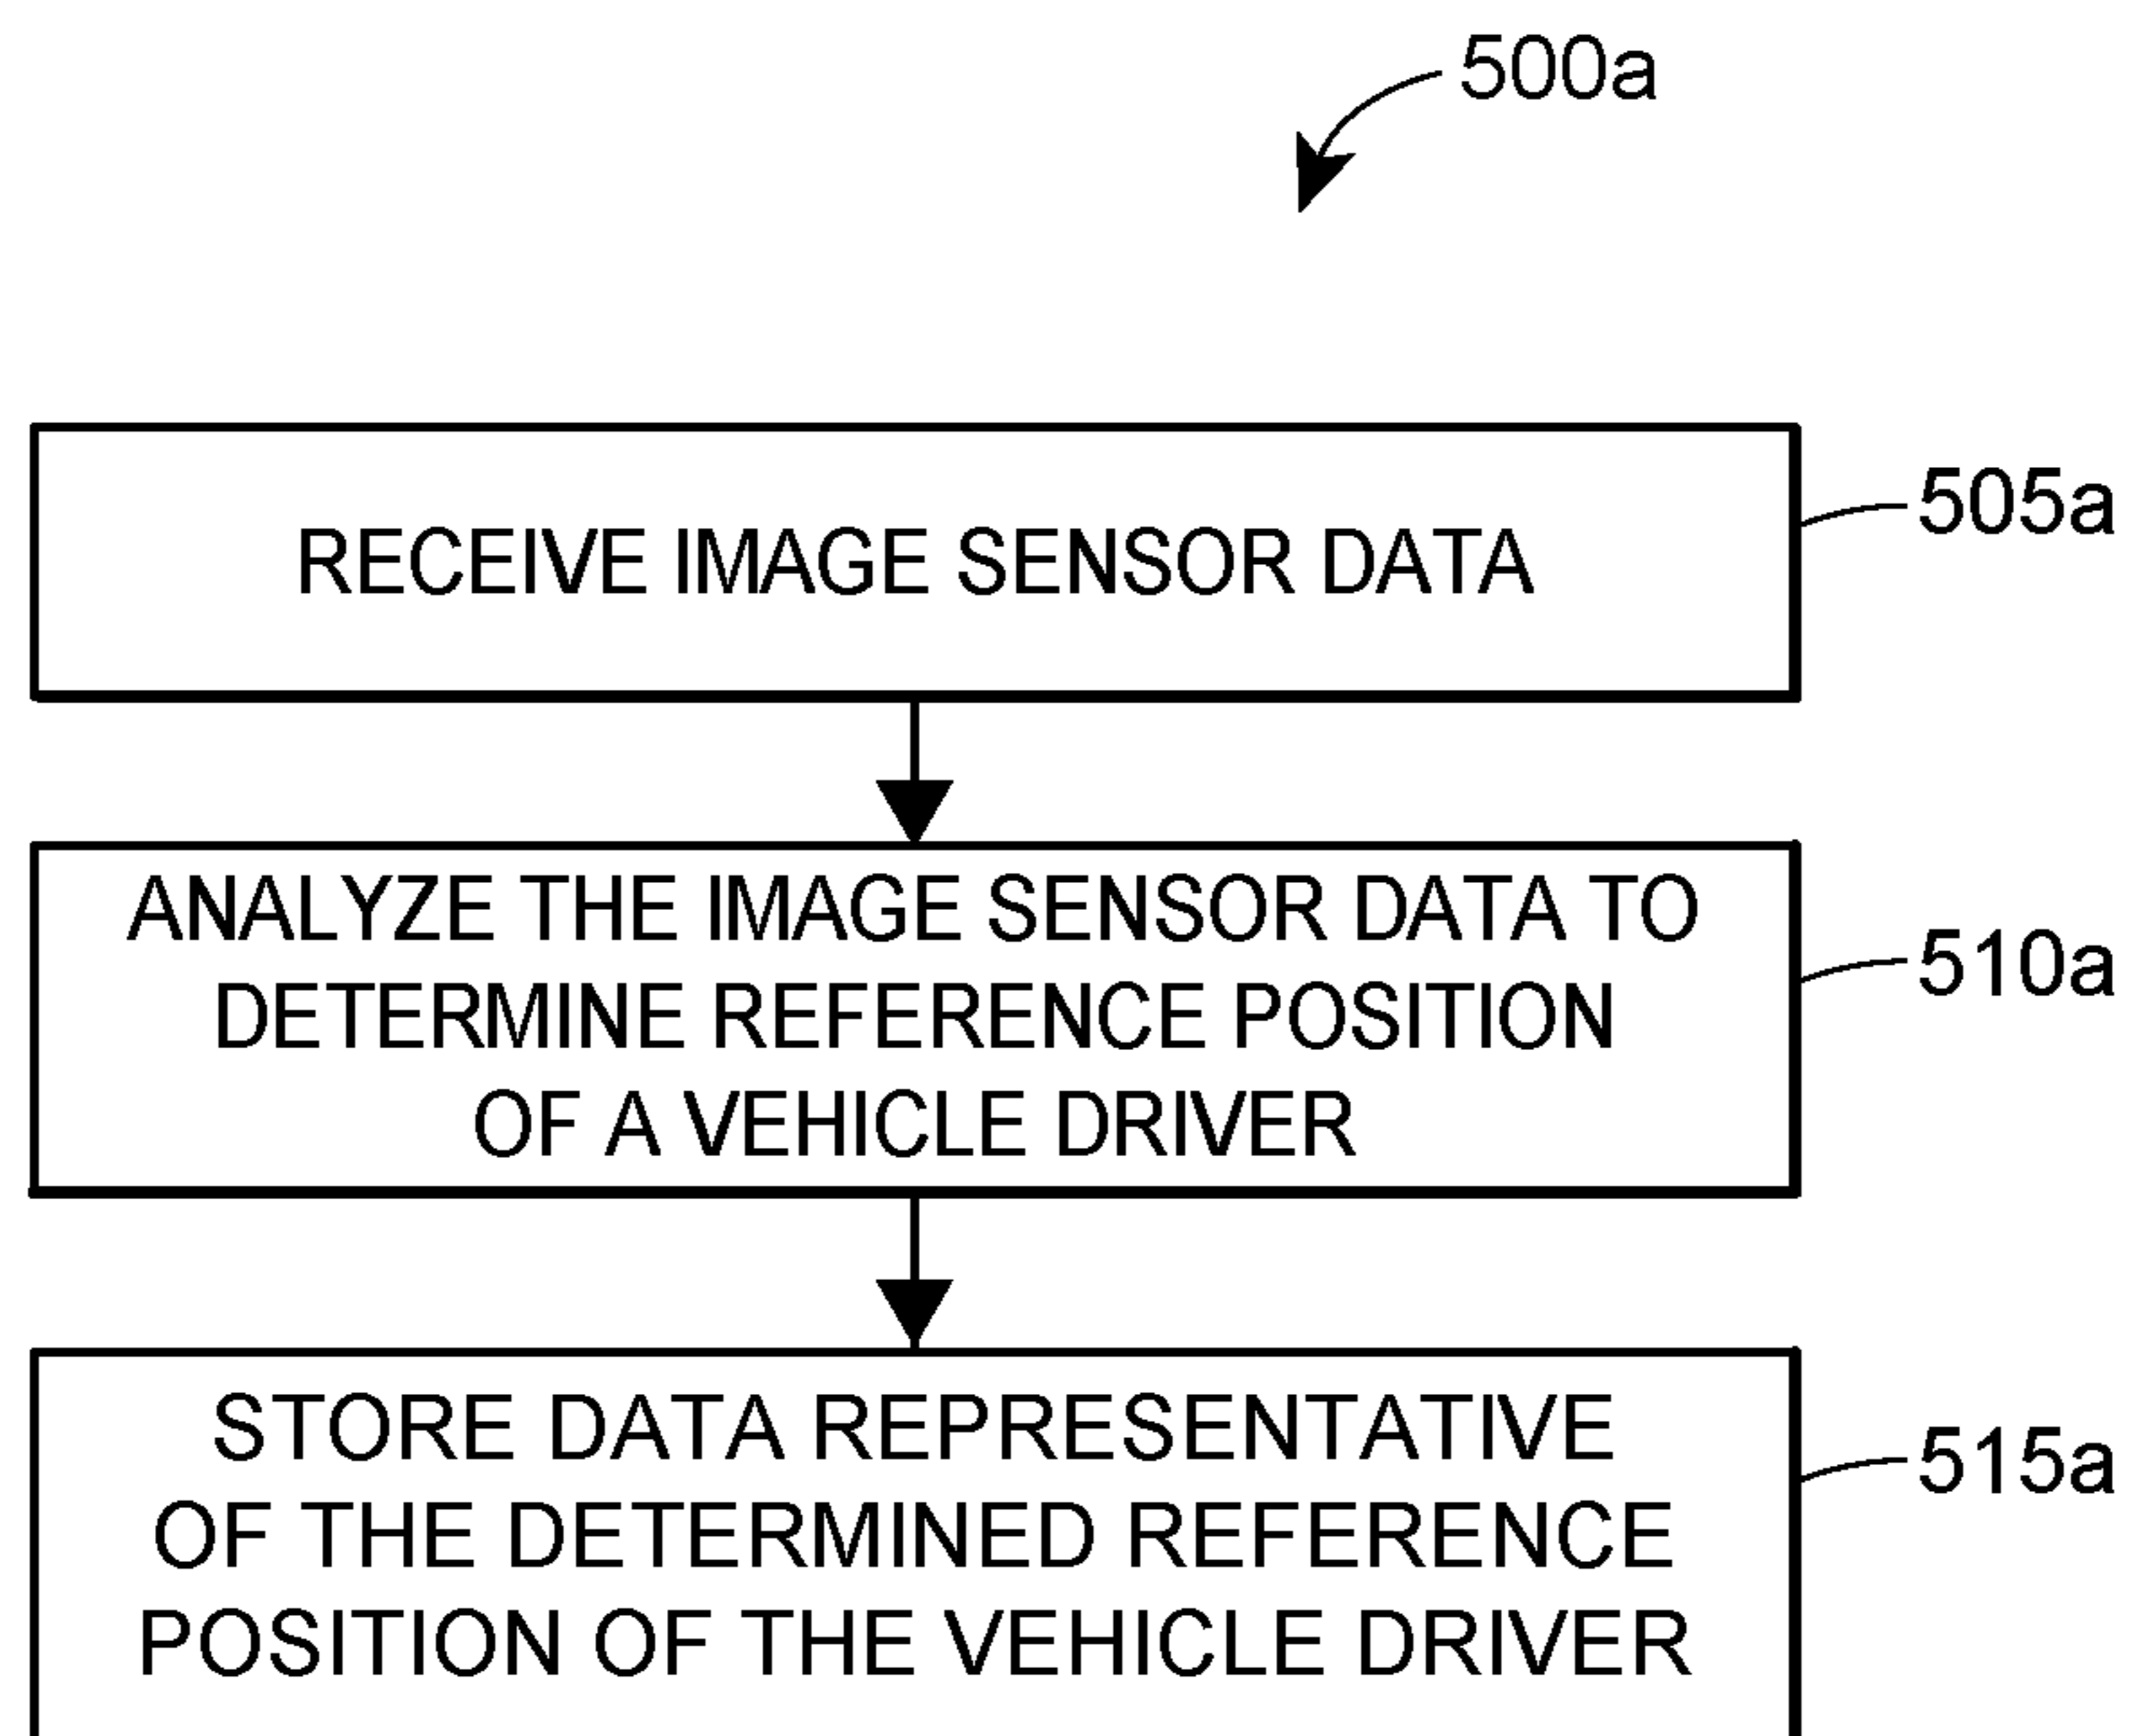 500a
RECEIVE IMAGE SENSOR DATA
505a
ANALYZE THE IMAGE SENSOR DATA TO
DETERMINE REFERENCE POSITION
OF A VEHICLE DRIVER
510a
STORE DATA REPRESENTATIVE
OF THE DETERMINED REFERENCE
POSITION OF THE VEHICLE DRIVER
515a